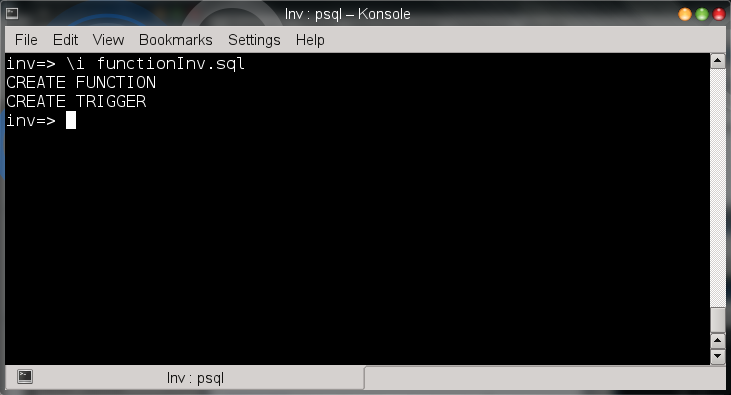 Inv : psql – Konsole
File Edit View Bookmarks Settings Help
inv=> \i functionInv.sql
CREATE FUNCTION
CREATE TRIGGER
inv=>
Inv : psql